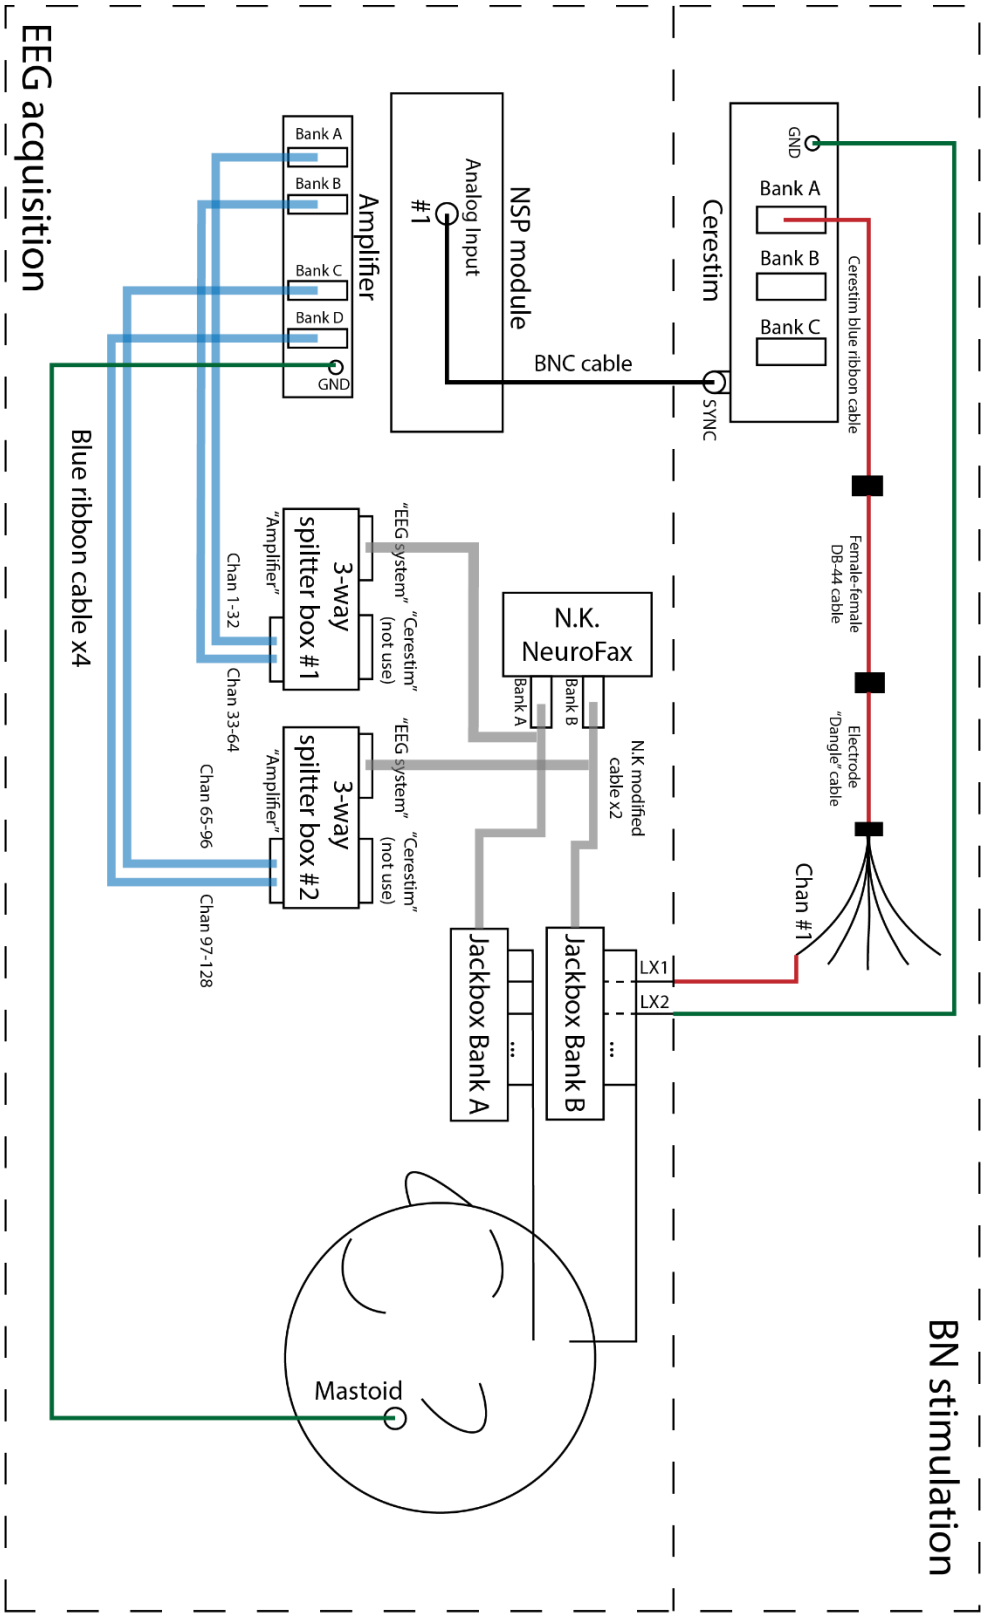 EEG acquisition
BN stimulation
Amplifier
Bank A
Bank B
Bank C
Bank D
GND
NSP module
Analog Input
#1
BNC cable
Cerestim
GND
Bank A
Bank B
Bank C
SYNC
Cerestim blue ribbon cable
Female-female
DB-44 cable
Electrode
“Dangle” cable
Chan #1
Blue ribbon cable x4
Chan 1-32
Chan 33-64
Chan 65-96
Chan 97-128
3-way
spiltter box #1
“Amplifier”
“EEG system”
“Cerestim”
(not use)
3-way
spiltter box #2
“Amplifier”
“EEG system”
“Cerestim”
(not use)
N.K.
NeuroFax
Bank A
Bank B
N.K modified
cable x2
Jackbox Bank A
...
Jackbox Bank B
...
LX1
LX2
Mastoid